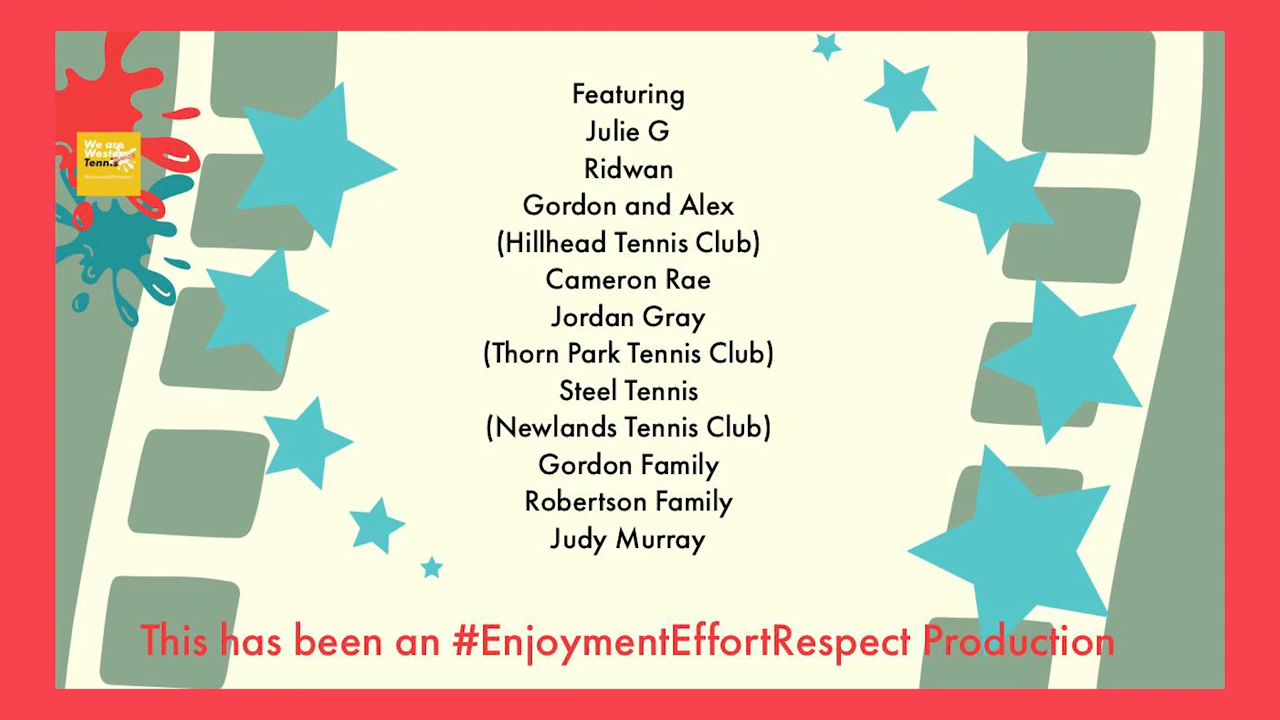 We are
West
Tennis
Featuring
Julie G
Ridwan
Gordon and Alex
(Hillhead Tennis Club)
Cameron Rae
Jordan Gray
(Thorn Park Tennis Club)
Steel Tennis
(Newlands Tennis Club)
Gordon Family
Robertson Family
Judy Murray
This has been an #EnjoymentEffortRespect Production